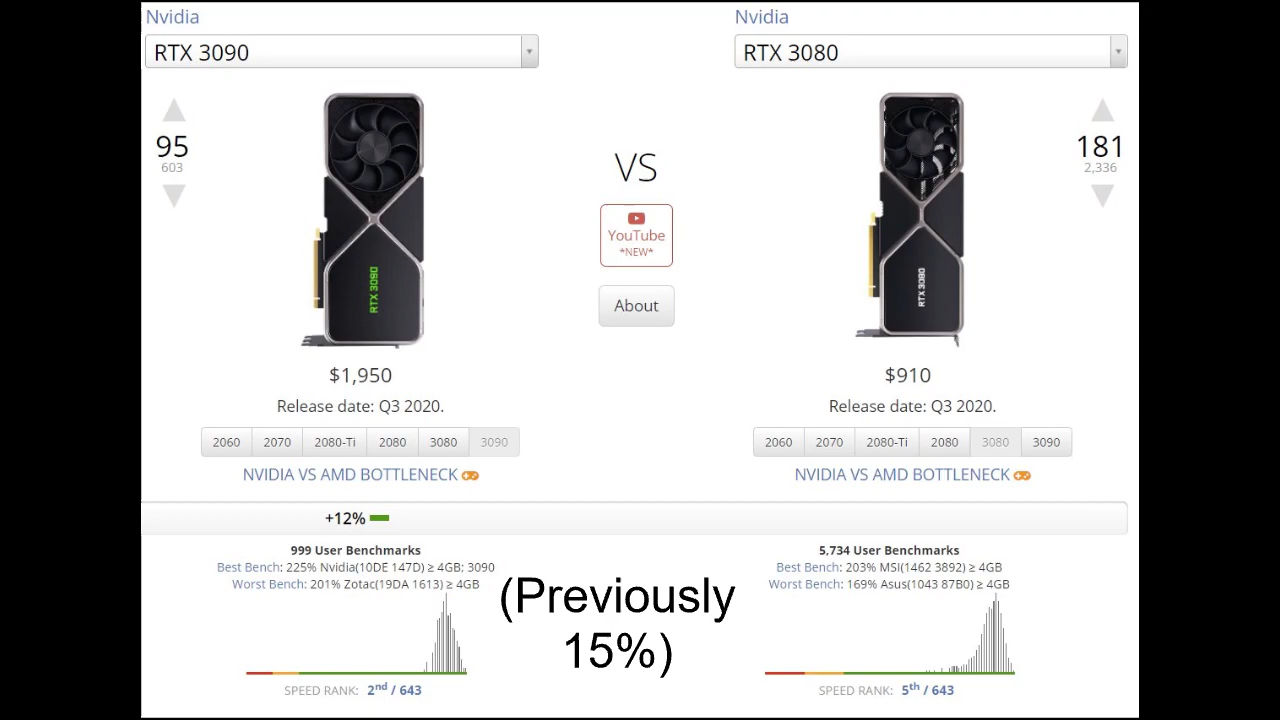 Nvidia
RTX 3090
95
603
RTX 3090
$1,950
Release date: Q3 2020.
2060 2070 2080-Ti 2080 3080 3090
NVIDIA VS AMD BOTTLENECK
VS
YouTube
*NEW*
About
Nvidia
RTX 3080
181
2,336
RTX 3080
$910
Release date: Q3 2020.
2060 2070 2080-Ti 2080 3080 3090
NVIDIA VS AMD BOTTLENECK
+12%
999 User Benchmarks
Best Bench: 225% Nvidia(10DE 147D) ≥ 4GB; 3090
Worst Bench: 201% Zotac(19DA 1613) ≥ 4GB
SPEED RANK: 2nd / 643
(Previously
15%)
5,734 User Benchmarks
Best Bench: 203% MSI(1462 3892) ≥ 4GB
Worst Bench: 169% Asus(1043 87B0) ≥ 4GB
SPEED RANK: 5th / 643